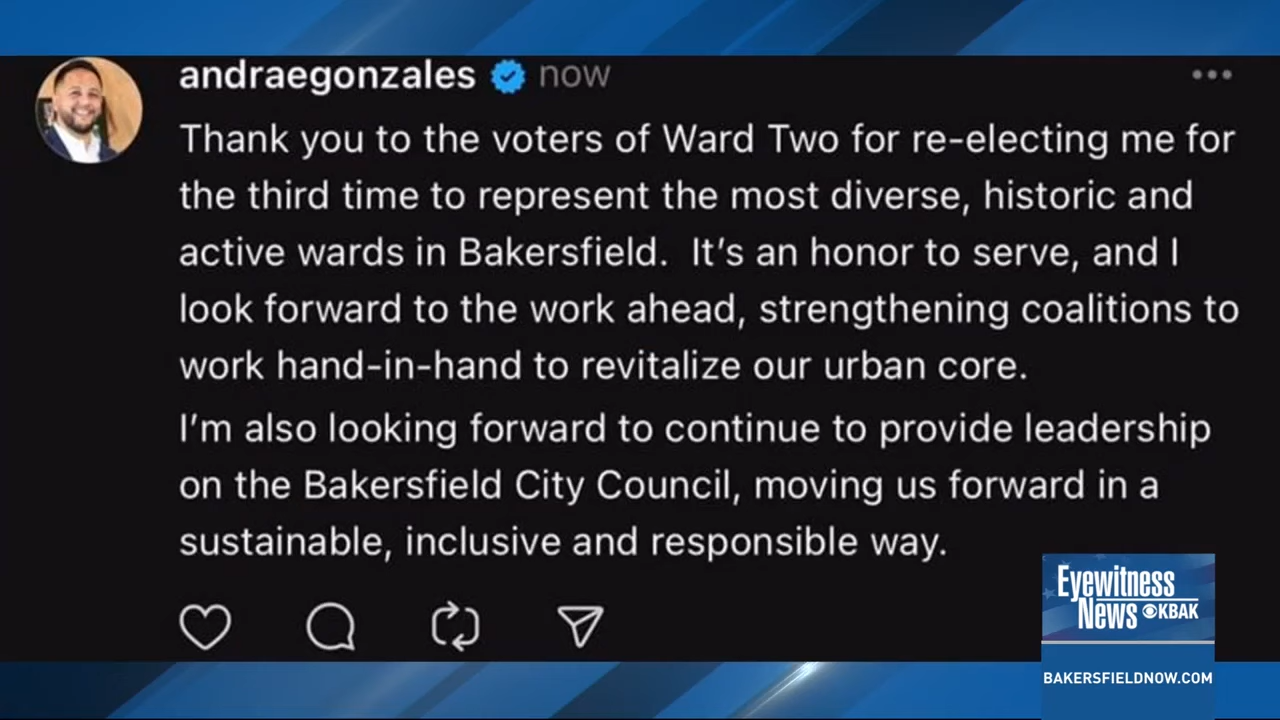 andraegonzales now
Thank you to the voters of Ward Two for re-electing me for
the third time to represent the most diverse, historic and
active wards in Bakersfield.  It's an honor to serve, and I
look forward to the work ahead, strengthening coalitions to
work hand-in-hand to revitalize our urban core.
I'm also looking forward to continue to provide leadership
on the Bakersfield City Council, moving us forward in a
sustainable, inclusive and responsible way.
Eyewitness
News KBAK
BAKERSFIELDNOW.COM